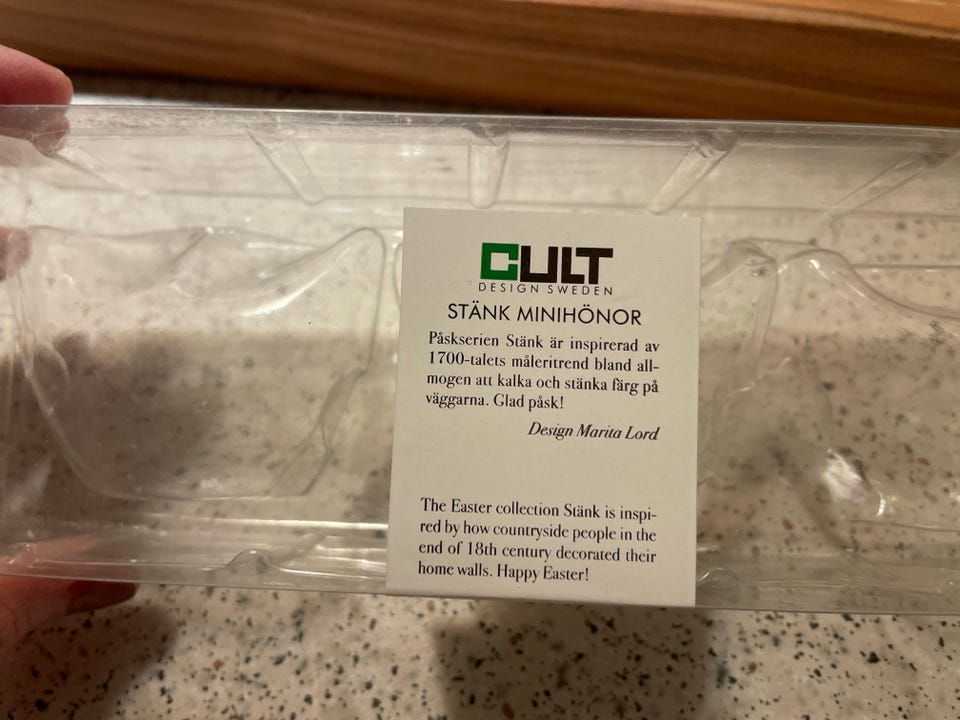 CULT
DESIGN SWEDEN
STÄNK MINIHÖNOR
Påskserien Stänk är inspirerad av
1700-talets måleritrend bland all-
mogen att kalka och stänka färg på
väggarna. Glad påsk!
Design Marita Lord
The Easter collection Stänk is inspi-
red by how countryside people in the
end of 18th century decorated their
home walls. Happy Easter!